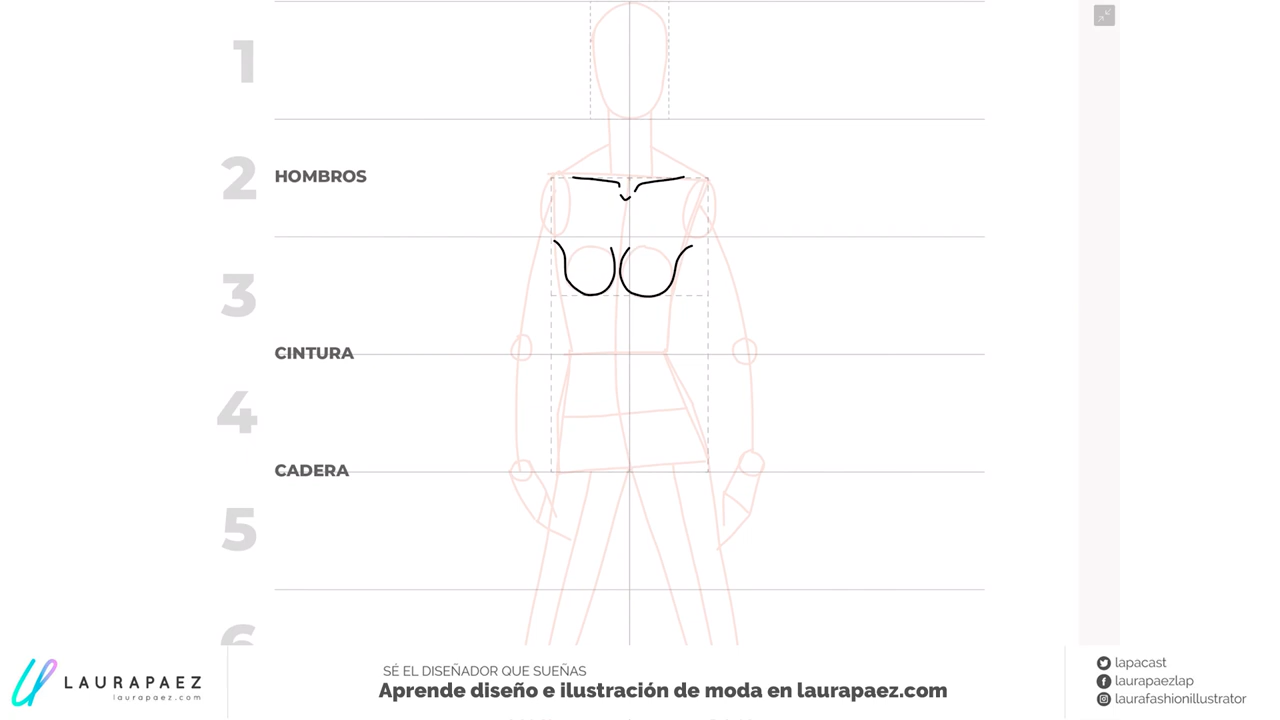 1
2
HOMBROS
3
CINTURA
4
CADERA
5
6
LAURAPAEZ
laurapaez.com
SÉ EL DISEÑADOR QUE SUEÑAS
Aprende diseño e ilustración de moda en laurapaez.com
lapacast
laurapaezlap
laurafashionillustrator